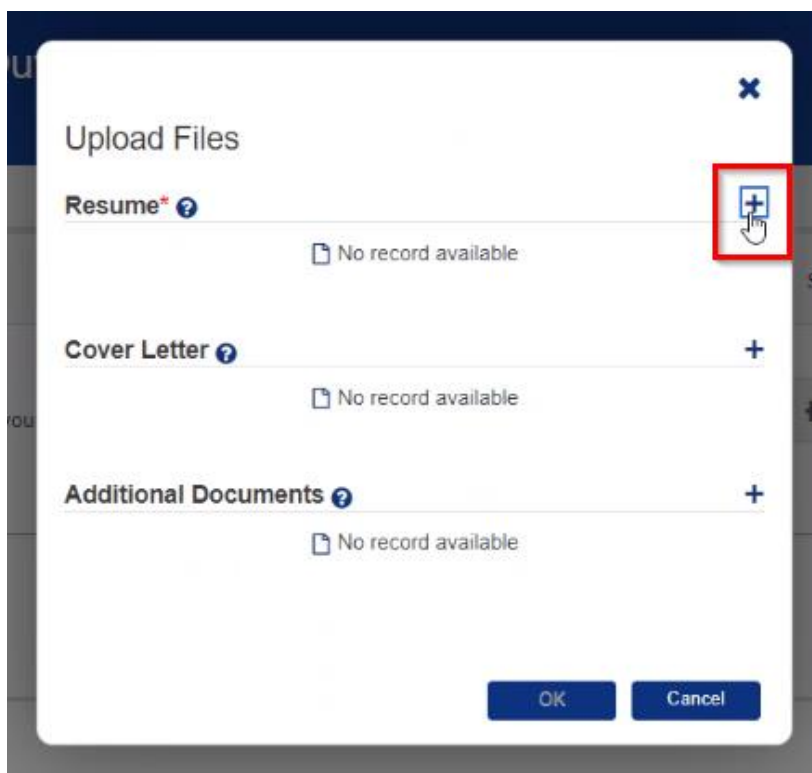 Upload Files
Resume*
No record available
Cover Letter
No record available
Additional Documents
No record available
OK Cancel